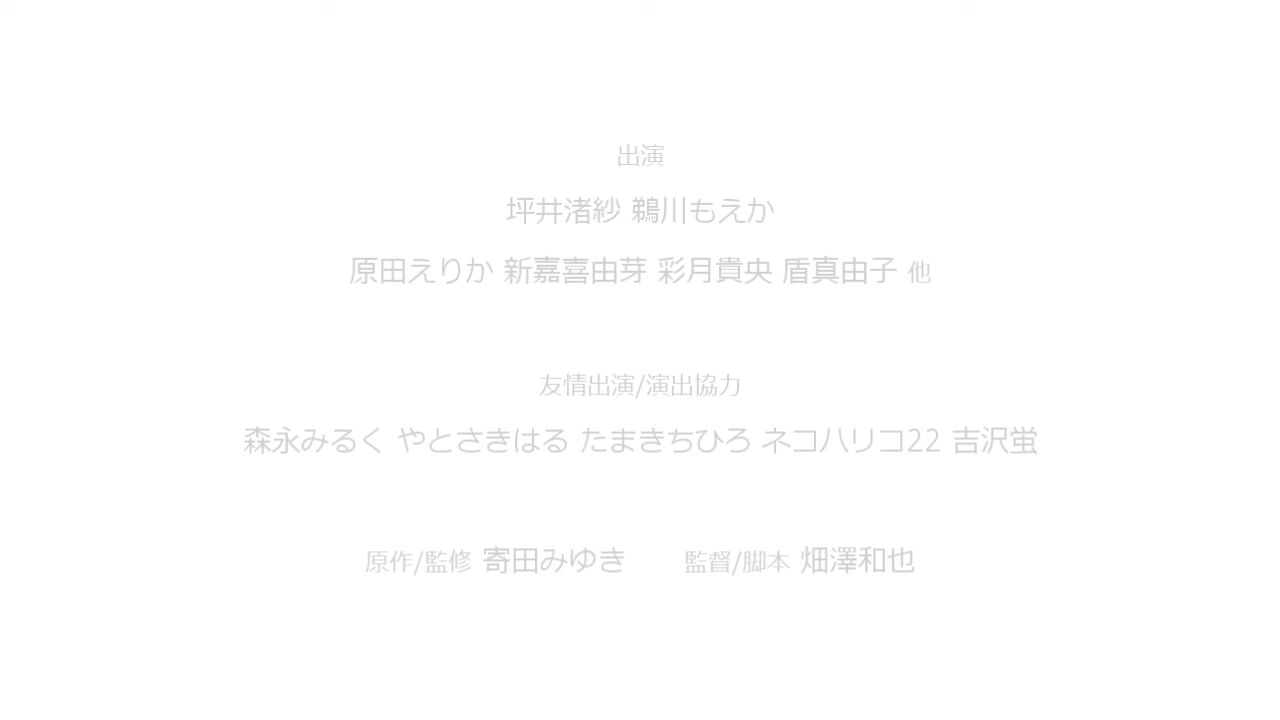 出演
坪井渚紗 鵜川もえか
原田えりか 新嘉喜由芽 彩月貴央 盾真由子 他
友情出演/演出協力
森永みるく やとさきはる たまきちひろ ネコハリコ22 吉沢蛍
原作/監修 寄田みゆき 監督/脚本 畑澤和也